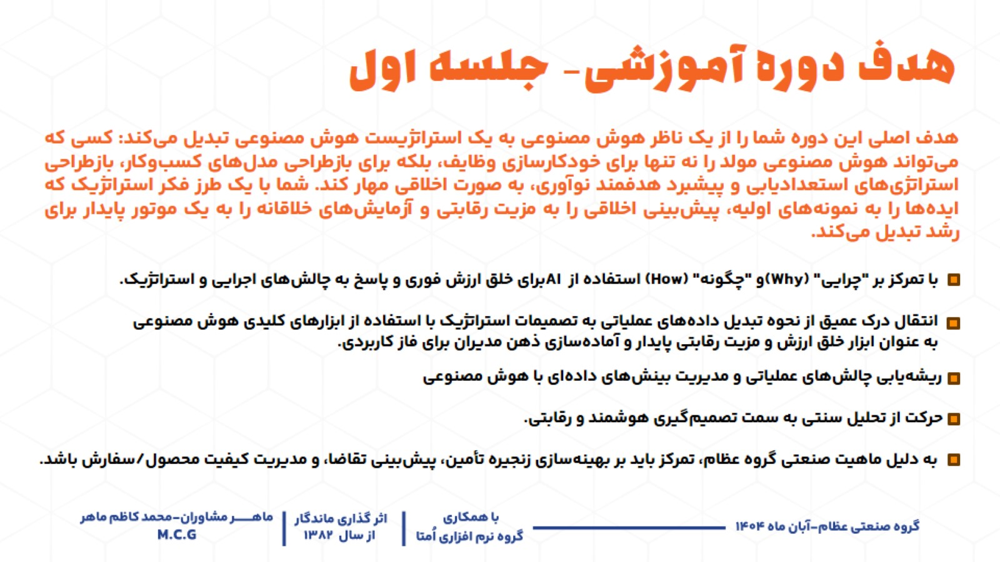 هدف دوره آموزشی- جلسه اول
هدف اصلی این دوره شما را از یک ناظر هوش مصنوعی به یک استراتژیست هوش مصنوعی تبدیل می‌کند: کسی که
می‌تواند هوش مصنوعی مولد را نه تنها برای خودکارسازی وظایف، بلکه برای بازطراحی مدل‌های کسب‌وکار، بازطراحی
استراتژی‌های استعدادیابی و پیشبرد هدفمند نوآوری، به صورت اخلاقی مهار کند. شما با یک طرز فکر استراتژیک که
ایده‌ها را به نمونه‌های اولیه، پیش‌بینی اخلاقی را به مزیت رقابتی و آزمایش‌های خلاقانه را به یک موتور پایدار برای
رشد تبدیل می‌کند.
با تمرکز بر "چرایی" (Why)و "چگونه" (How) استفاده از AIبرای خلق ارزش فوری و پاسخ به چالش‌های اجرایی و استراتژیک.
انتقال درک عمیق از نحوه تبدیل داده‌های عملیاتی به تصمیمات استراتژیک با استفاده از ابزارهای کلیدی هوش مصنوعی
به عنوان ابزار خلق ارزش و مزیت رقابتی پایدار و آماده‌سازی ذهن مدیران برای فاز کاربردی.
ریشه‌یابی چالش‌های عملیاتی و مدیریت بینش‌های داده‌ای با هوش مصنوعی
حرکت از تحلیل سنتی به سمت تصمیم‌گیری هوشمند و رقابتی.
به دلیل ماهیت صنعتی گروه عظام، تمرکز باید بر بهینه‌سازی زنجیره تأمین، پیش‌بینی تقاضا، و مدیریت کیفیت محصول/سفارش باشد.
گروه صنعتی عظام-آبان ماه ۱۴۰۴
با همکاری
گروه نرم افزاری اُمتا
اثر گذاری ماندگار
از سال ۱۳۸۲
ماهـــر مشاوران-محمد کاظم ماهر
M.C.G